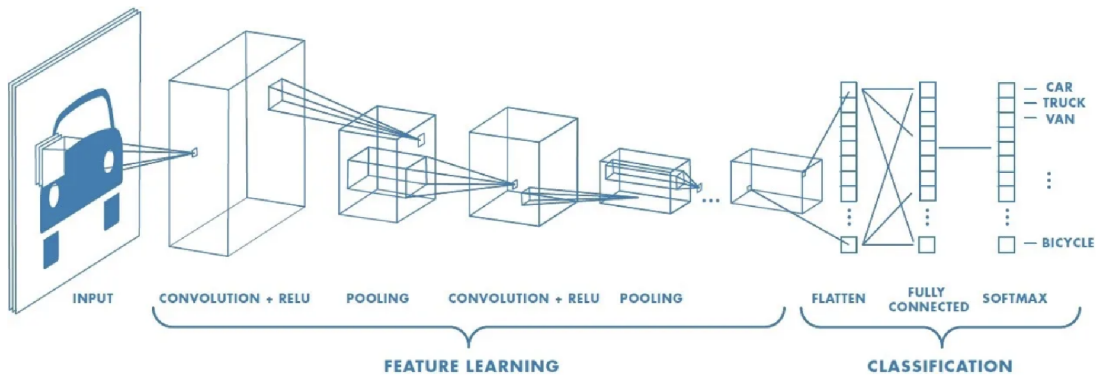 CAR
TRUCK
VAN
BICYCLE
INPUT
CONVOLUTION + RELU
POOLING
CONVOLUTION + RELU
POOLING
FLATTEN
FULLY
CONNECTED
SOFTMAX
FEATURE LEARNING
CLASSIFICATION